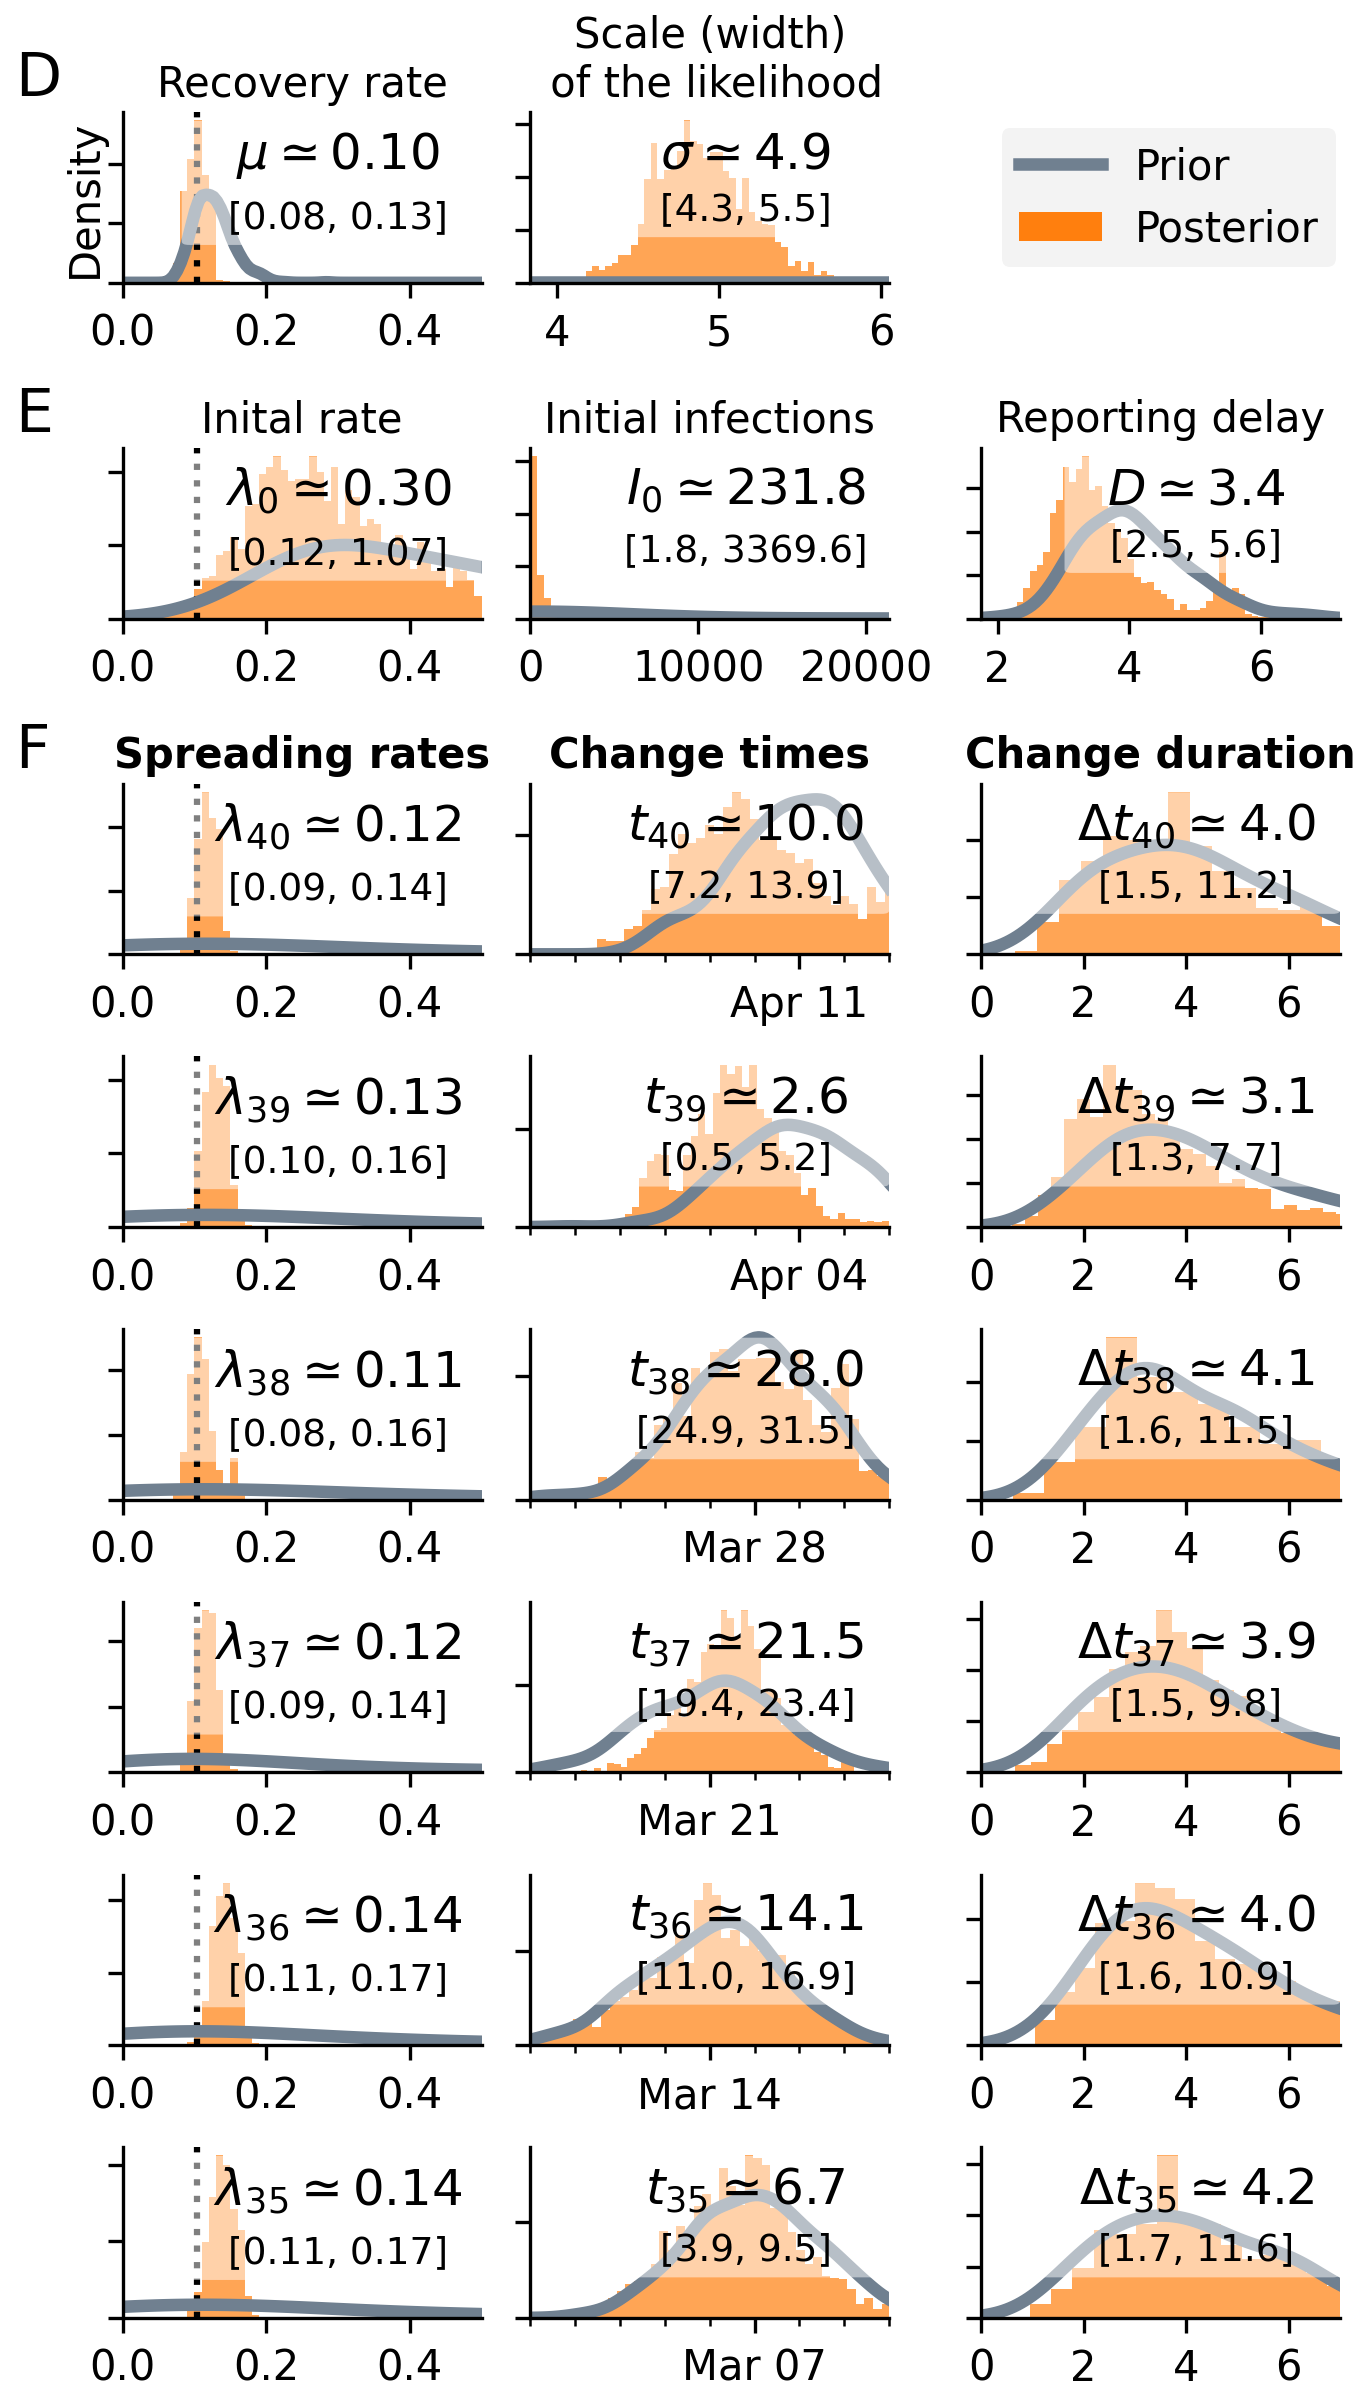 D
Recovery rate
Density
μ ≃ 0.10
[0.08, 0.13]
0.0 0.2 0.4
Scale (width)
of the likelihood
σ ≃ 4.9
[4.3, 5.5]
4 5 6
Prior
Posterior
E
Inital rate
λ₀ ≃ 0.30
[0.12, 1.07]
0.0 0.2 0.4
Initial infections
I₀ ≃ 231.8
[1.8, 3369.6]
0 10000 20000
Reporting delay
D ≃ 3.4
[2.5, 5.6]
2 4 6
F
Spreading rates
Change times
Change duration
λ₄₀ ≃ 0.12
[0.09, 0.14]
0.0 0.2 0.4
t₄₀ ≃ 10.0
[7.2, 13.9]
Apr 11
Δt₄₀ ≃ 4.0
[1.5, 11.2]
0 2 4 6
λ₃₉ ≃ 0.13
[0.10, 0.16]
0.0 0.2 0.4
t₃₉ ≃ 2.6
[0.5, 5.2]
Apr 04
Δt₃₉ ≃ 3.1
[1.3, 7.7]
0 2 4 6
λ₃₈ ≃ 0.11
[0.08, 0.16]
0.0 0.2 0.4
t₃₈ ≃ 28.0
[24.9, 31.5]
Mar 28
Δt₃₈ ≃ 4.1
[1.6, 11.5]
0 2 4 6
λ₃₇ ≃ 0.12
[0.09, 0.14]
0.0 0.2 0.4
t₃₇ ≃ 21.5
[19.4, 23.4]
Mar 21
Δt₃₇ ≃ 3.9
[1.5, 9.8]
0 2 4 6
λ₃₆ ≃ 0.14
[0.11, 0.17]
0.0 0.2 0.4
t₃₆ ≃ 14.1
[11.0, 16.9]
Mar 14
Δt₃₆ ≃ 4.0
[1.6, 10.9]
0 2 4 6
λ₃₅ ≃ 0.14
[0.11, 0.17]
0.0 0.2 0.4
t₃₅ ≃ 6.7
[3.9, 9.5]
Mar 07
Δt₃₅ ≃ 4.2
[1.7, 11.6]
0 2 4 6